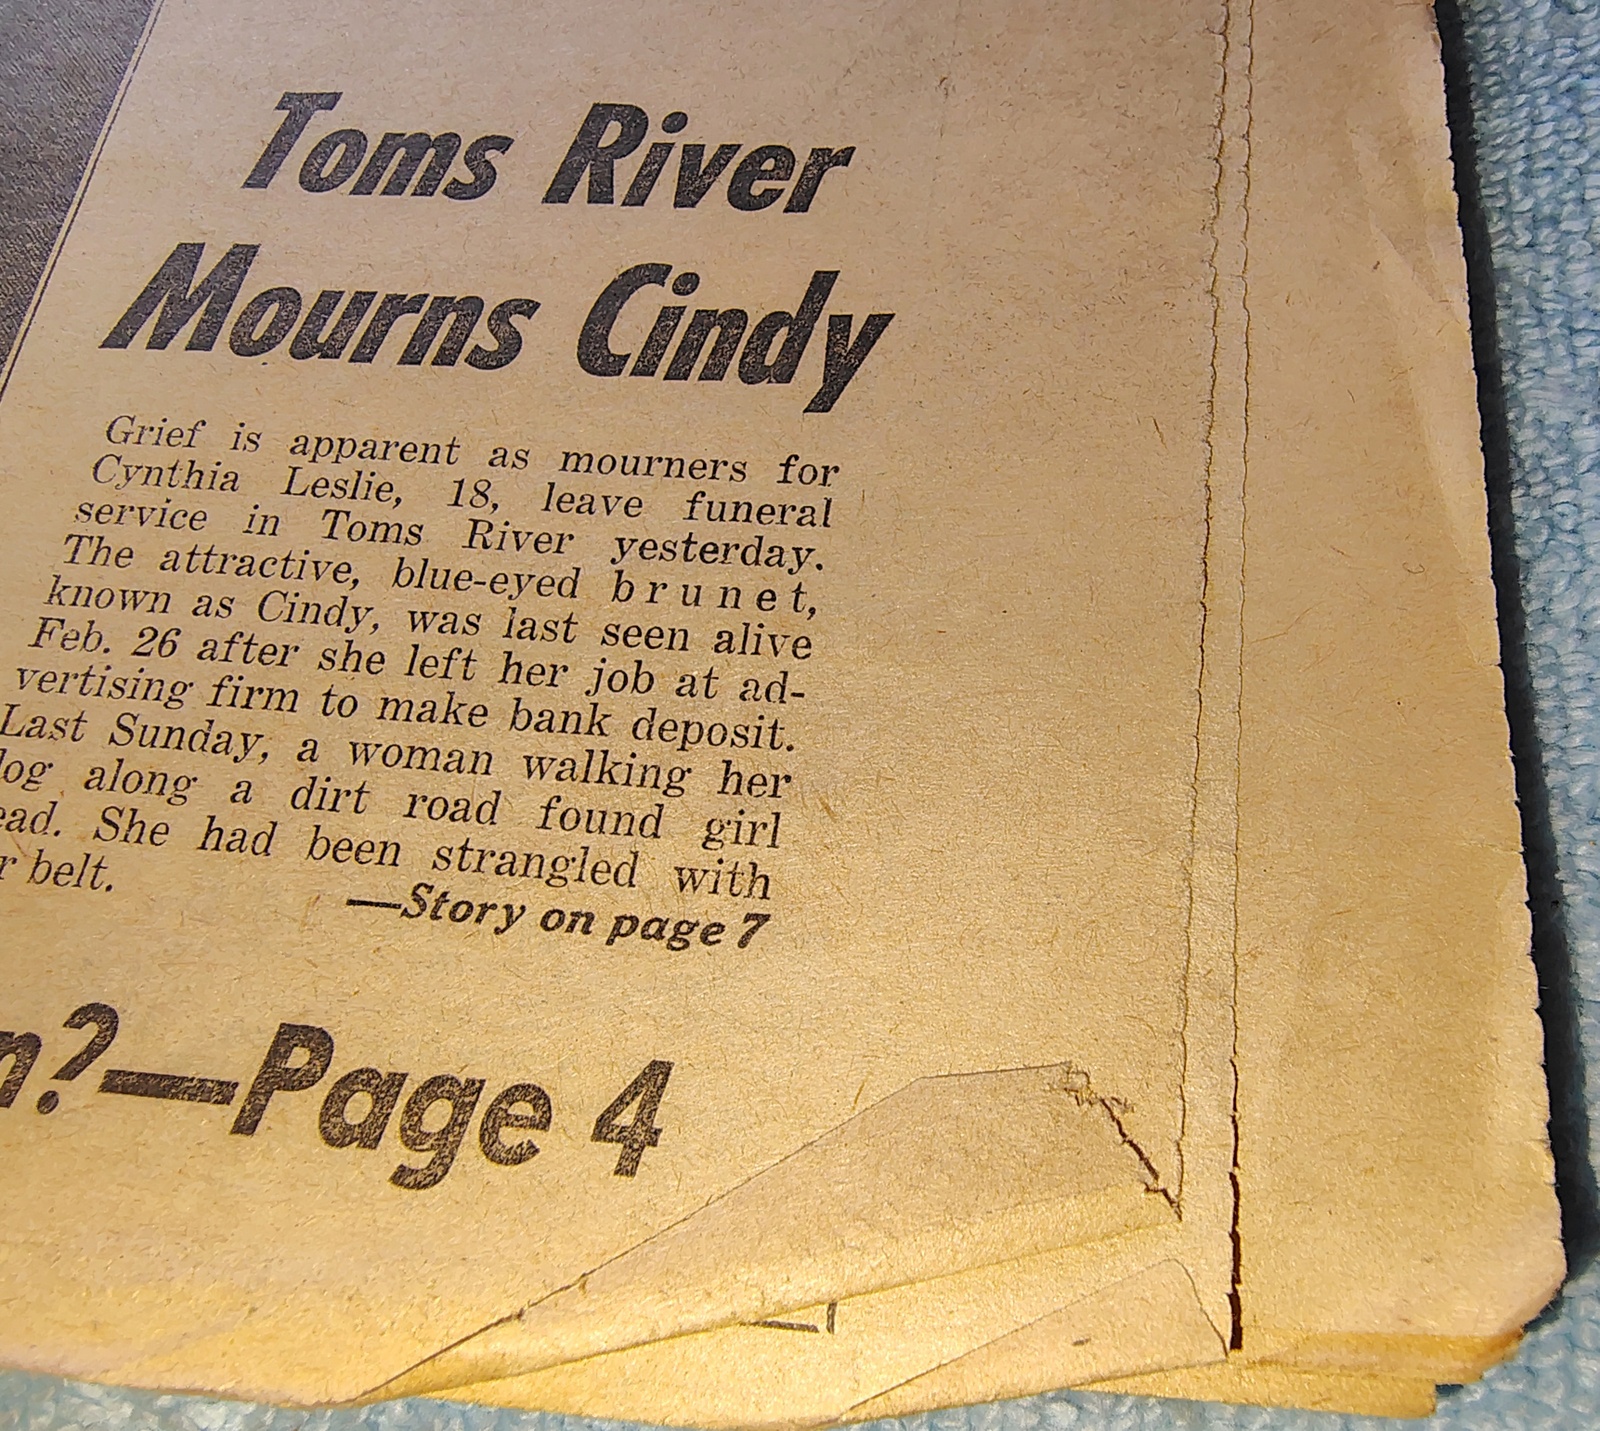 Toms River
Mourns Cindy
Grief is apparent as mourners for
Cynthia Leslie, 18, leave funeral
service in Toms River yesterday.
The attractive, blue-eyed brunet,
known as Cindy, was last seen alive
Feb. 26 after she left her job at ad-
vertising firm to make bank deposit.
Last Sunday, a woman walking her
log along a dirt road found girl
ead. She had been strangled with
r belt.
—Story on page 7
n?—Page 4